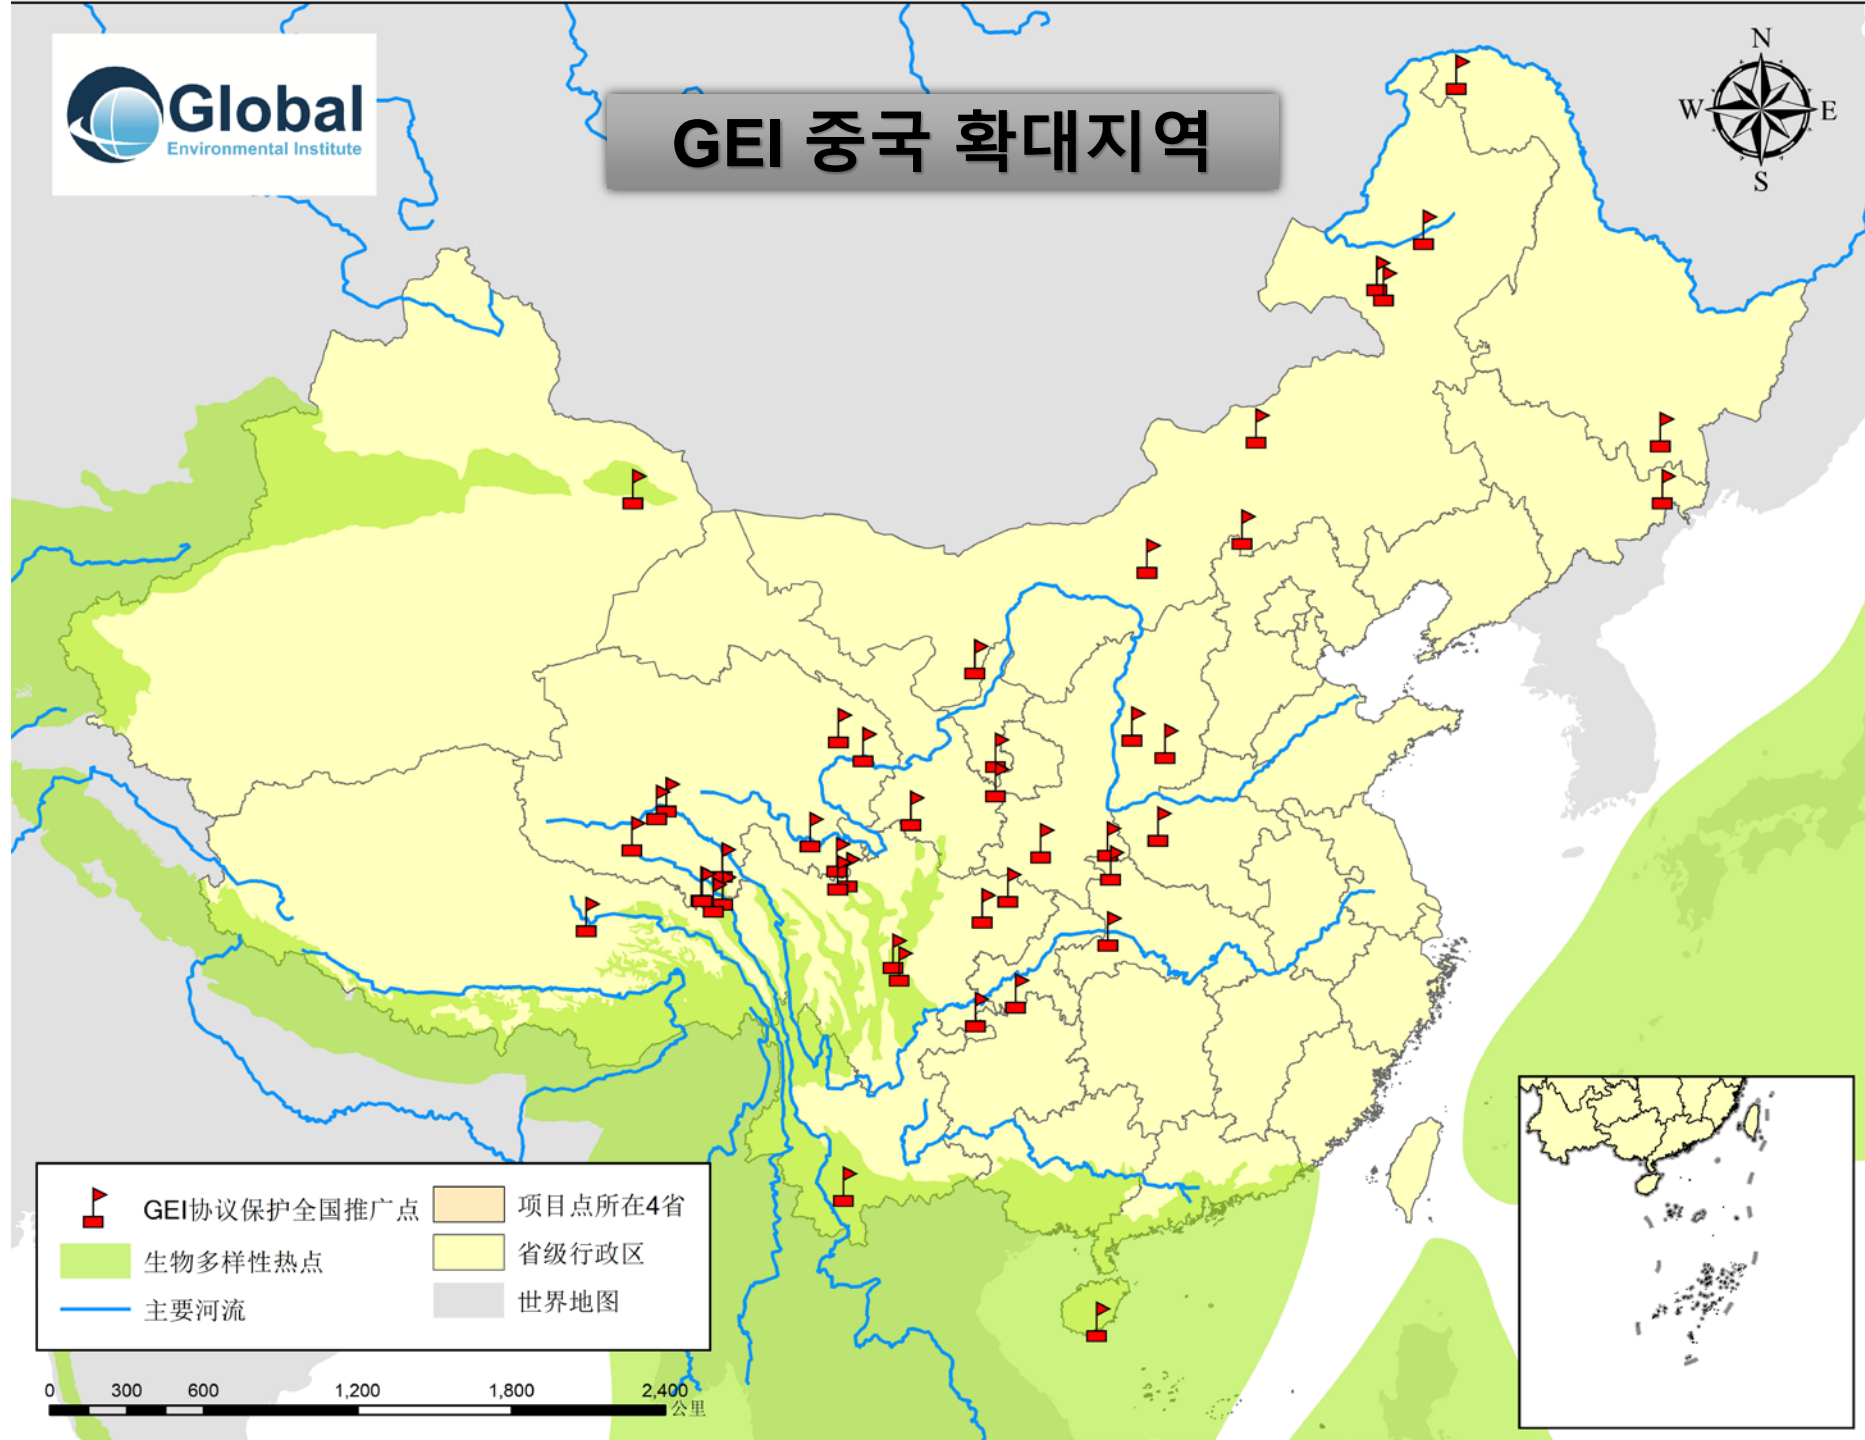 Global
Environmental Institute
GEI 중국 확대지역
N
W
E
S
GEI协议保护全国推广点
项目点所在4省
生物多样性热点
省级行政区
主要河流
世界地图
0 300 600 1,200 1,800 2,400
公里